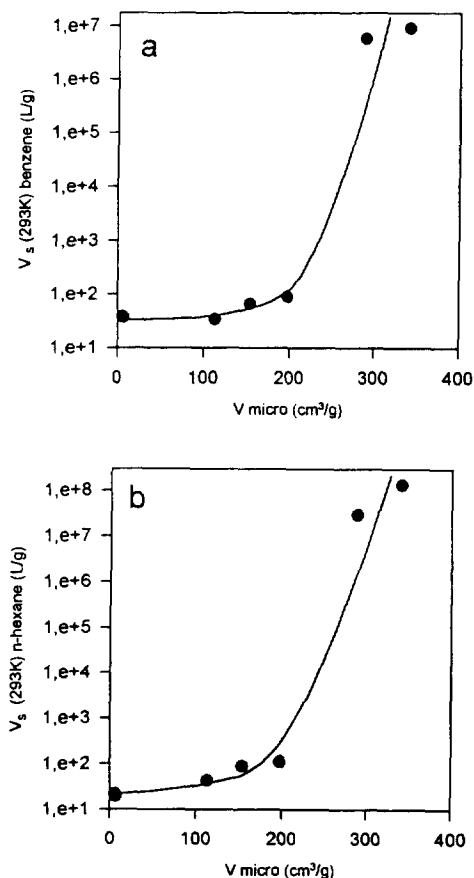 a
1,e+7
1,e+6
1,e+5
1,e+4
1,e+3
1,e+2
1,e+1
V s (293K) benzene (L/g)
0 100 200 300 400
V micro (cm³/g)
b
1,e+8
1,e+7
1,e+6
1,e+5
1,e+4
1,e+3
1,e+2
1,e+1
V s (293K) n-hexane (L/g)
0 100 200 300 400
V micro (cm³/g)